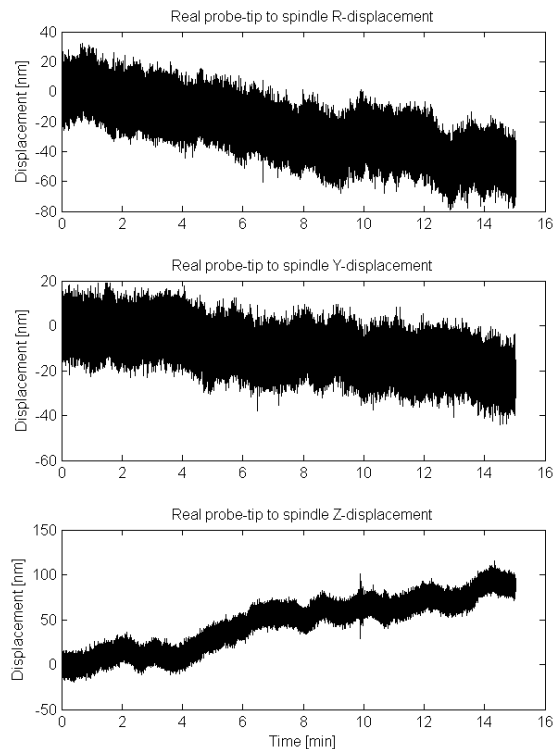 Real probe-tip to spindle R-displacement
40
20
0
-20
-40
-60
-80
Displacement [nm]
0 2 4 6 8 10 12 14 16
Real probe-tip to spindle Y-displacement
20
0
-20
-40
-60
Displacement [nm]
0 2 4 6 8 10 12 14 16
Real probe-tip to spindle Z-displacement
150
100
50
0
-50
Displacement [nm]
0 2 4 6 8 10 12 14 16
Time [min]